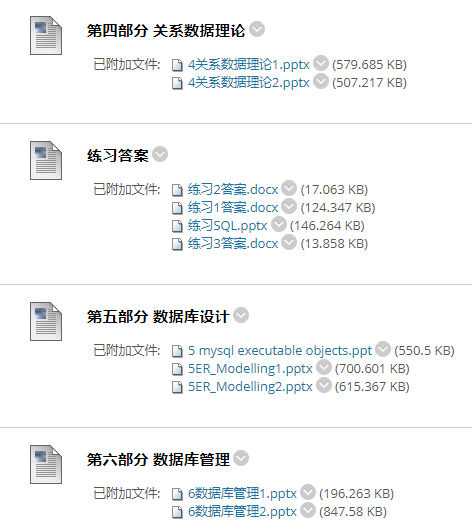 第四部分 关系数据理论
已附加文件: 4关系数据理论1.pptx (579.685 KB)
4关系数据理论2.pptx (507.217 KB)
练习答案
已附加文件: 练习2答案.docx (17.063 KB)
练习1答案.docx (124.347 KB)
练习SQL.pptx (146.264 KB)
练习3答案.docx (13.858 KB)
第五部分 数据库设计
已附加文件: 5 mysql executable objects.ppt (550.5 KB)
5ER_Modelling1.pptx (700.601 KB)
5ER_Modelling2.pptx (615.367 KB)
第六部分 数据库管理
已附加文件: 6数据库管理1.pptx (196.263 KB)
6数据库管理2.pptx (847.58 KB)